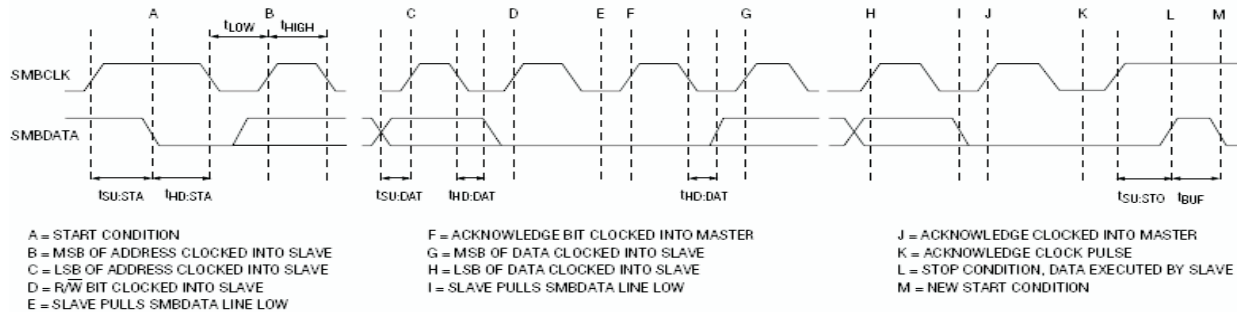 A B C D E F G H I J K L M
tLOW tHIGH
SMBCLK
SMBDATA
tSU:STA tHD:STA tSU:DAT tHD:DAT tHD:DAT tSU:STO tBUF
A = START CONDITION
B = MSB OF ADDRESS CLOCKED INTO SLAVE
C = LSB OF ADDRESS CLOCKED INTO SLAVE
D = R/W̅ BIT CLOCKED INTO SLAVE
E = SLAVE PULLS SMBDATA LINE LOW
F = ACKNOWLEDGE BIT CLOCKED INTO MASTER
G = MSB OF DATA CLOCKED INTO SLAVE
H = LSB OF DATA CLOCKED INTO SLAVE
I = SLAVE PULLS SMBDATA LINE LOW
J = ACKNOWLEDGE CLOCKED INTO MASTER
K = ACKNOWLEDGE CLOCK PULSE
L = STOP CONDITION, DATA EXECUTED BY SLAVE
M = NEW START CONDITION